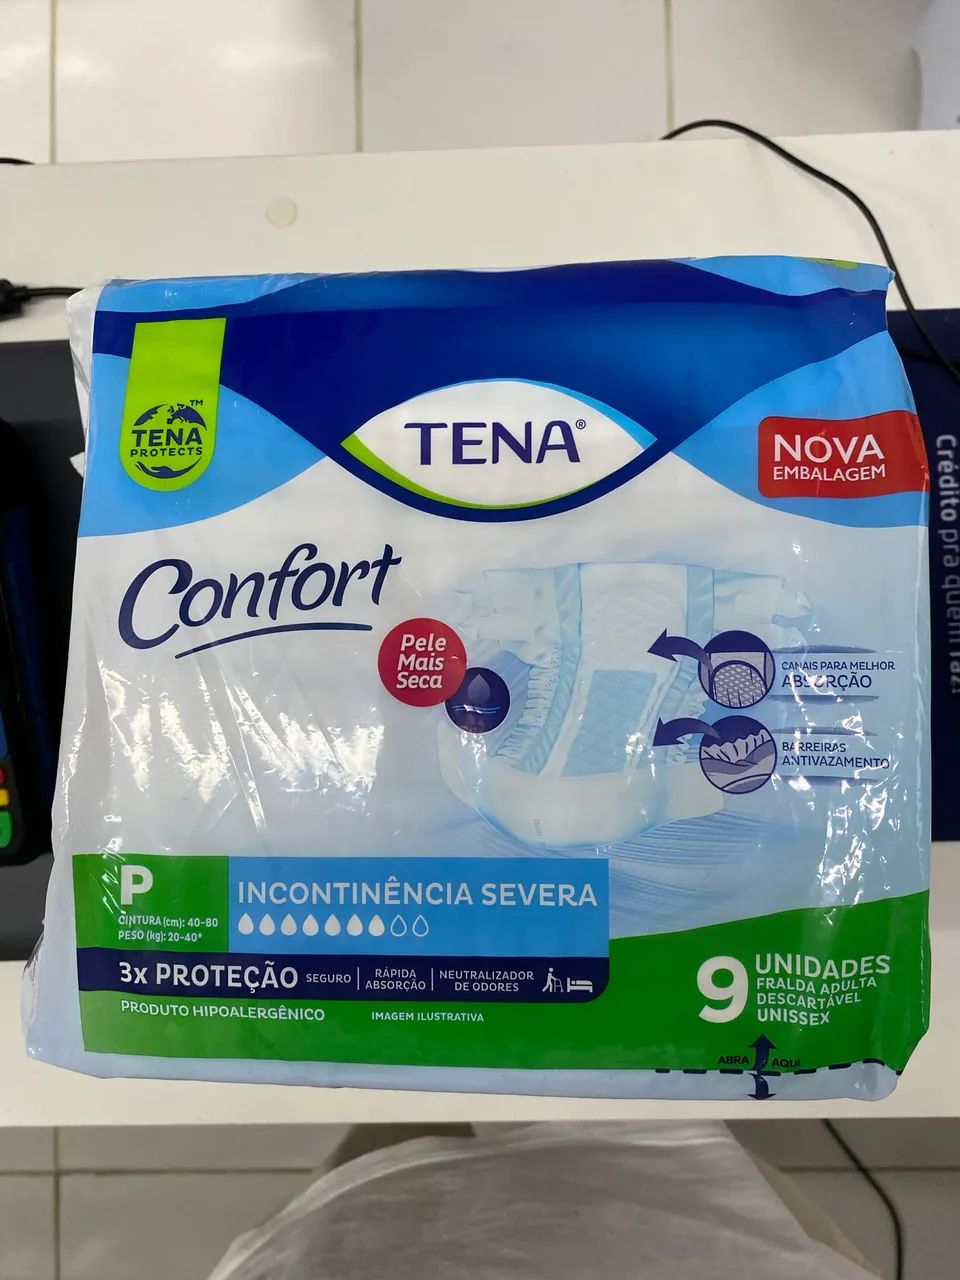 TENA
PROTECTS
™
TENA®
NOVA
EMBALAGEM
Confort
Pele
Mais
Seca
CANAIS PARA MELHOR
ABSORÇÃO
BARREIRAS
ANTIVAZAMENTO
P
CINTURA (cm): 40-80
PESO (kg): 20-40*
INCONTINÊNCIA SEVERA
3x PROTEÇÃO
SEGURO
RÁPIDA
ABSORÇÃO
NEUTRALIZADOR
DE ODORES
PRODUTO HIPOALERGÊNICO
IMAGEM ILUSTRATIVA
9 UNIDADES
FRALDA ADULTA
DESCARTÁVEL
UNISSEX
ABRA AQUI
Crédito pra quem faz: